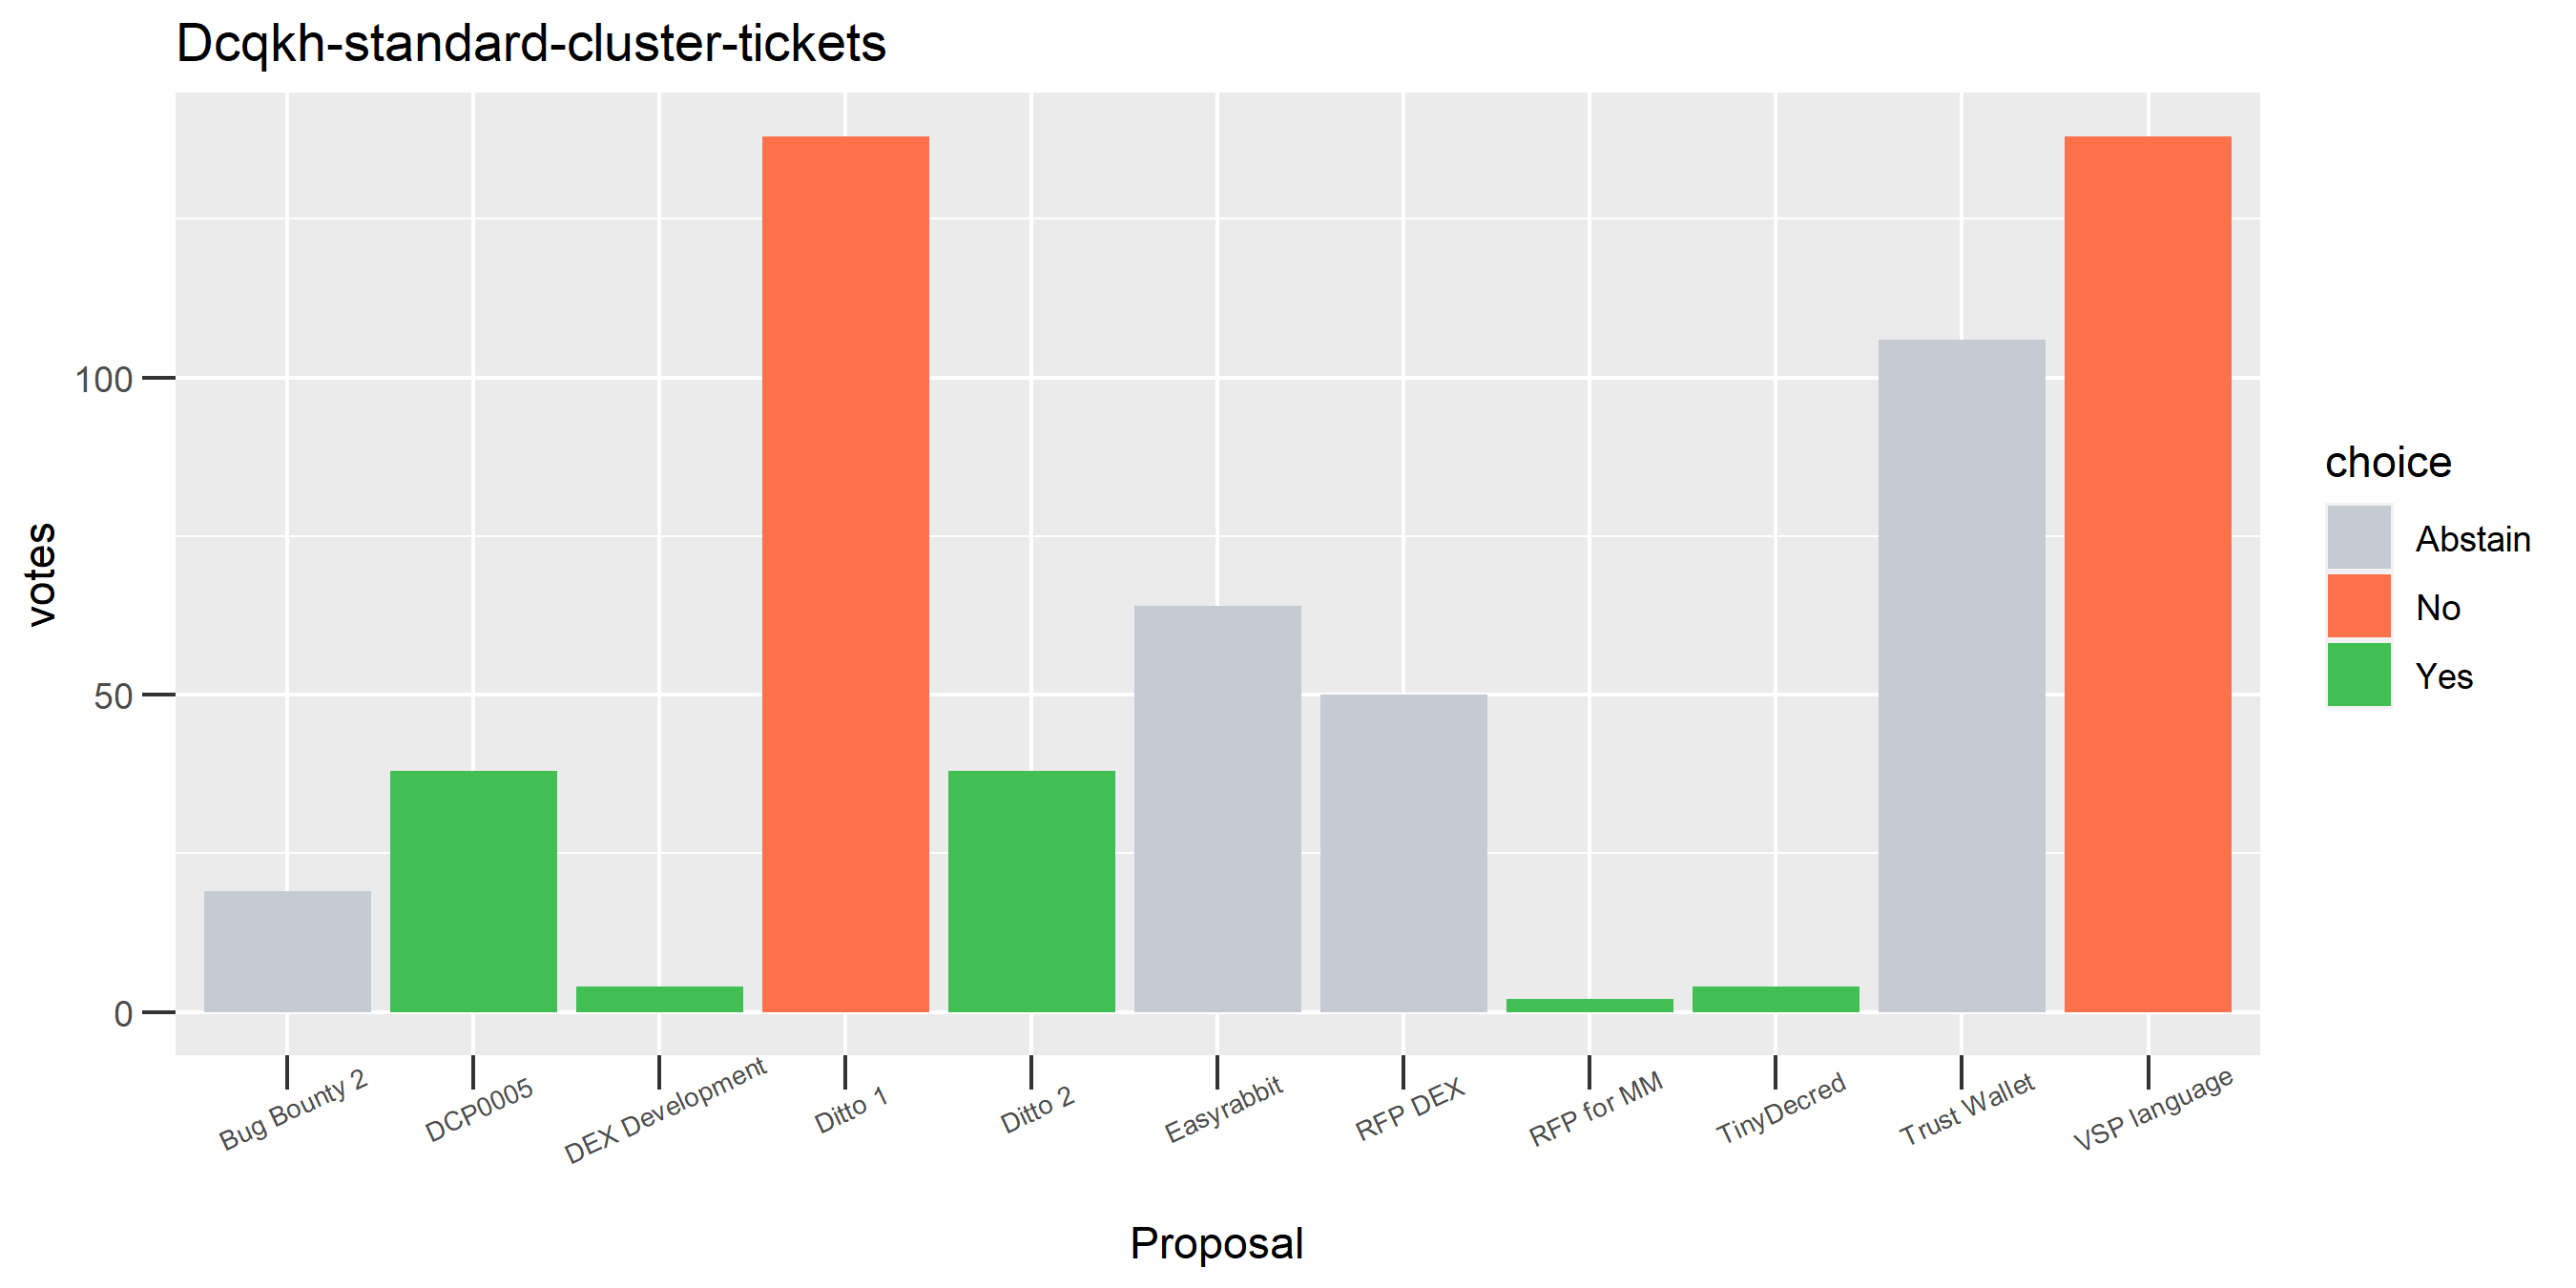 Dcqkh-standard-cluster-tickets
votes
100
50
0
Bug Bounty 2
DCP0005
DEX Development
Ditto 1
Ditto 2
Easyrabbit
RFP DEX
RFP for MM
TinyDecred
Trust Wallet
VSP language
Proposal
choice
Abstain
No
Yes